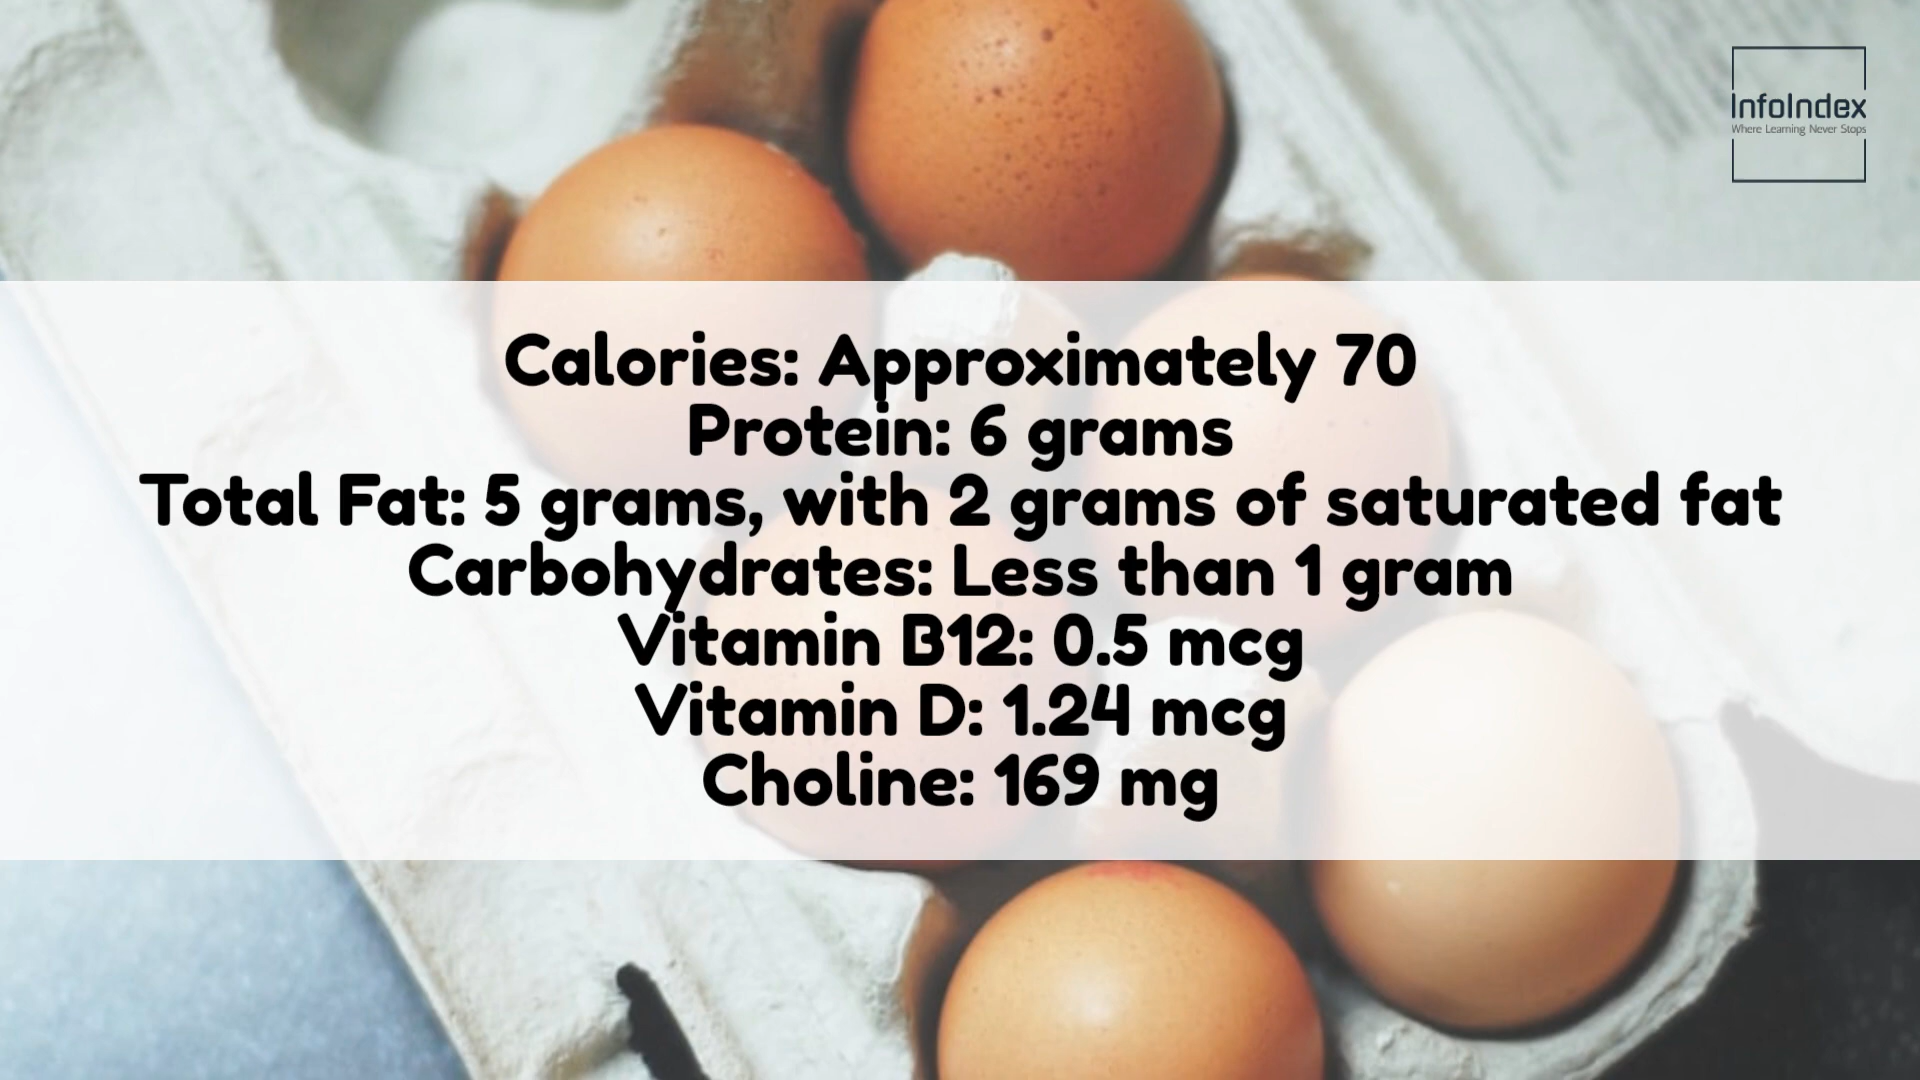 InfoIndex
Where Learning Never Stops
Calories: Approximately 70
Protein: 6 grams
Total Fat: 5 grams, with 2 grams of saturated fat
Carbohydrates: Less than 1 gram
Vitamin B12: 0.5 mcg
Vitamin D: 1.24 mcg
Choline: 169 mg